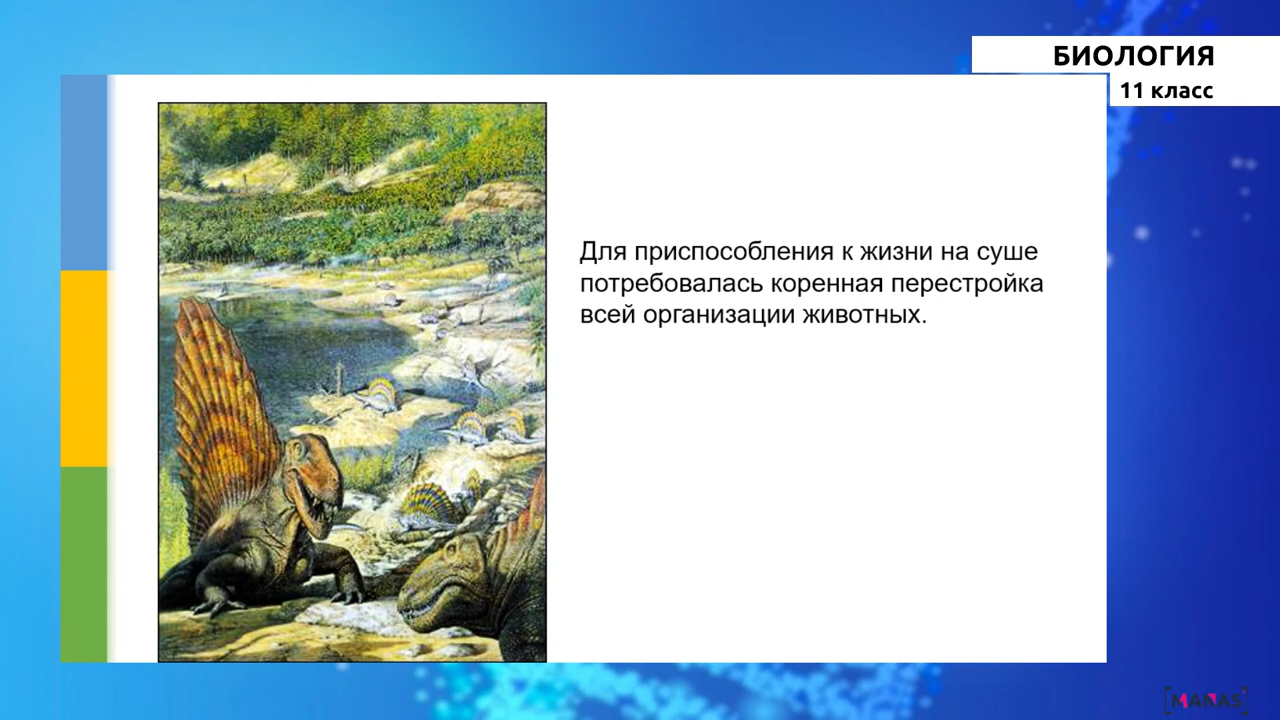 БИОЛОГИЯ
11 класс
Для приспособления к жизни на суше
потребовалась коренная перестройка
всей организации животных.
[MANAS]